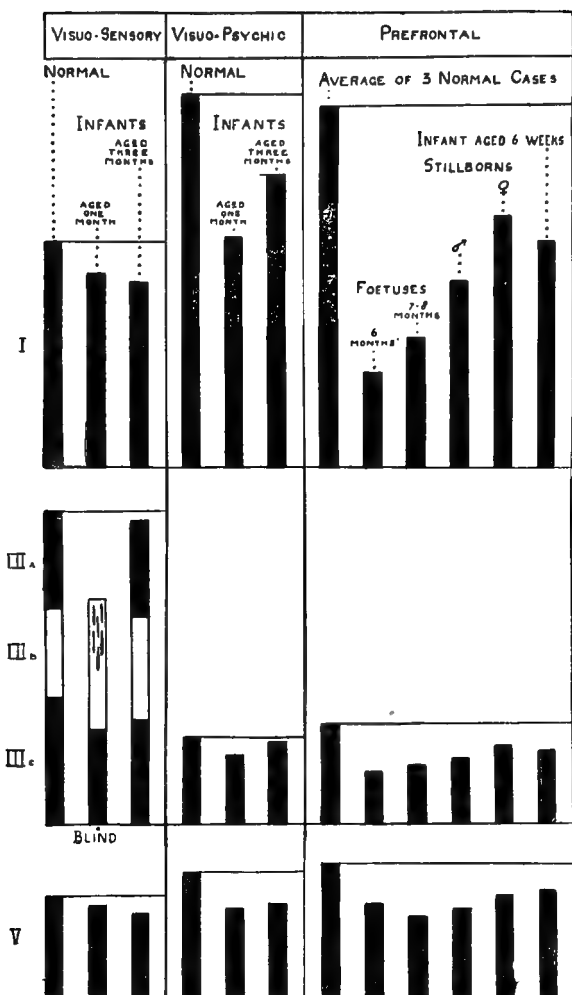 VISUO-SENSORY
VISUO-PSYCHIC
PREFRONTAL
NORMAL
INFANTS
AGED
THREE
MONTHS
AGED
ONE
MONTH
NORMAL
INFANTS
AGED
THREE
MONTHS
AGED
ONE
MONTH
AVERAGE OF 3 NORMAL CASES
INFANT AGED 6 WEEKS
STILLBORNS
♀
♂
FOETUSES
7-8
MONTHS
6
MONTHS
I
III A
III B
III C
BLIND
V